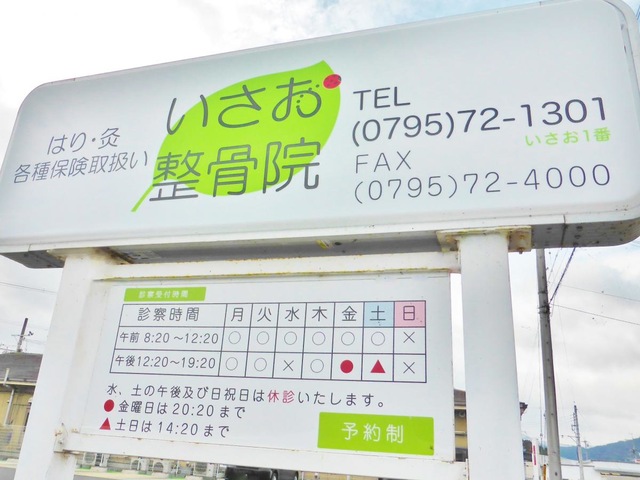 はり・灸
各種保険取扱い
いさお
整骨院
TEL
(0795)72-1301
いさお1番
FAX
(0795)72-4000
診察受付時間
診察時間 月 火 水 木 金 土 日
午前 8:20~12:20 ○ ○ ○ ○ ○ ○ ×
午後12:20~19:20 ○ ○ × ○ ● ▲ ×
水、土の午後及び日祝日は休診いたします。
●金曜日は20:20まで
▲土日は14:20まで
予約制